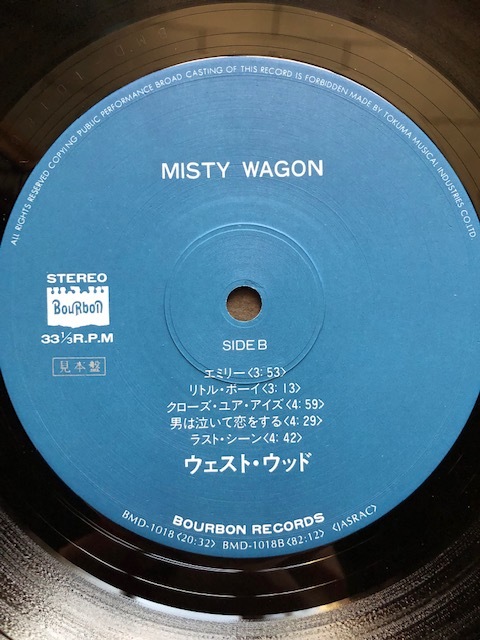 ALL RIGHTS RESERVED COPYING PUBLIC PERFORMANCE BROAD CASTING OF THIS RECORD IS FORBIDDEN MADE BY TOKUMA MUSICAL INDUSTRIES CO LTD.
MISTY WAGON
STEREO
BouRbon
33⅓R.P.M
SIDE B
見本盤
エミリー〈3:53〉
リトル・ボーイ〈3:13〉
クローズ・ユア・アイズ〈4:59〉
男は泣いて恋をする〈4:29〉
ラスト・シーン〈4:42〉
ウェスト・ウッド
BOURBON RECORDS
BMD-1018〈20:32〉 BMD-1018B〈82:12〉 〈JASRAC〉